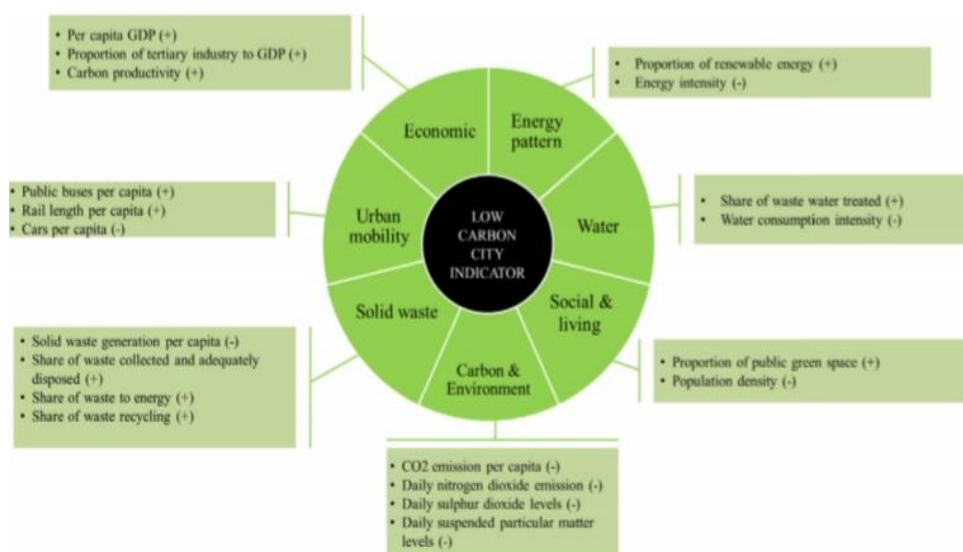 • Per capita GDP (+)
• Proportion of tertiary industry to GDP (+)
• Carbon productivity (+)
• Proportion of renewable energy (+)
• Energy intensity (-)
Economic
Energy
pattern
• Public buses per capita (+)
• Rail length per capita (+)
• Cars per capita (-)
Urban
mobility
LOW
CARBON
CITY
INDICATOR
Water
• Share of waste water treated (+)
• Water consumption intensity (-)
Solid waste
Social &
living
Carbon &
Environment
• Solid waste generation per capita (-)
• Share of waste collected and adequately
disposed (+)
• Share of waste to energy (+)
• Share of waste recycling (+)
• Proportion of public green space (+)
• Population density (-)
• CO2 emission per capita (-)
• Daily nitrogen dioxide emission (-)
• Daily sulphur dioxide levels (-)
• Daily suspended particular matter
levels (-)